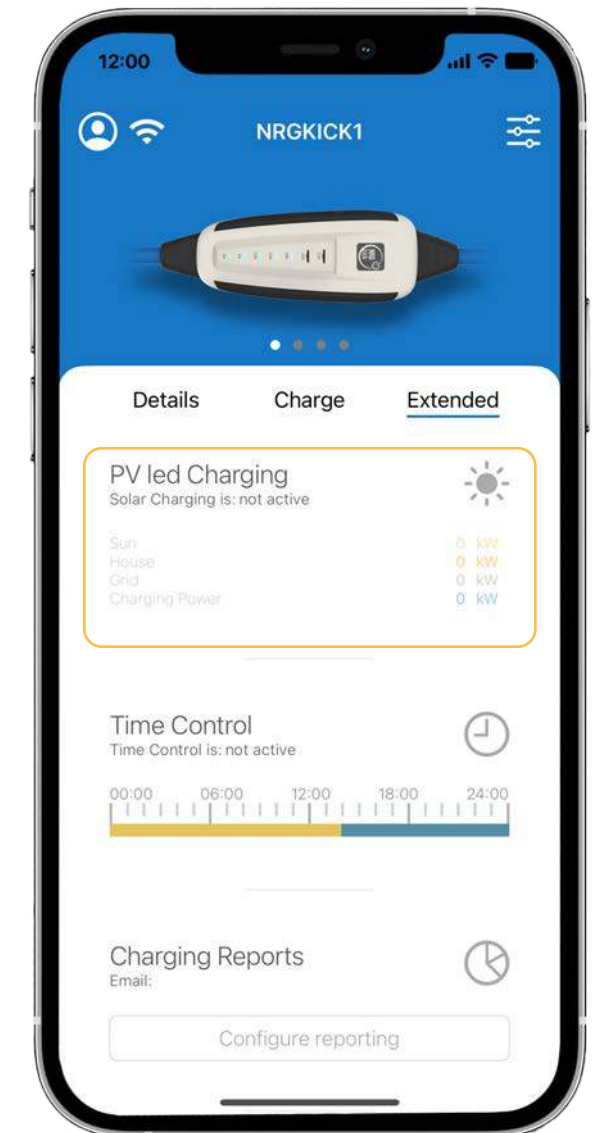 12:00
NRGKICK1
Details Charge Extended
PV led Charging
Solar Charging is: not active
Sun 0 kW
House 0 kW
Grid 0 kW
Charging Power 0 kW
Time Control
Time Control is: not active
00:00 06:00 12:00 18:00 24:00
Charging Reports
Email:
Configure reporting